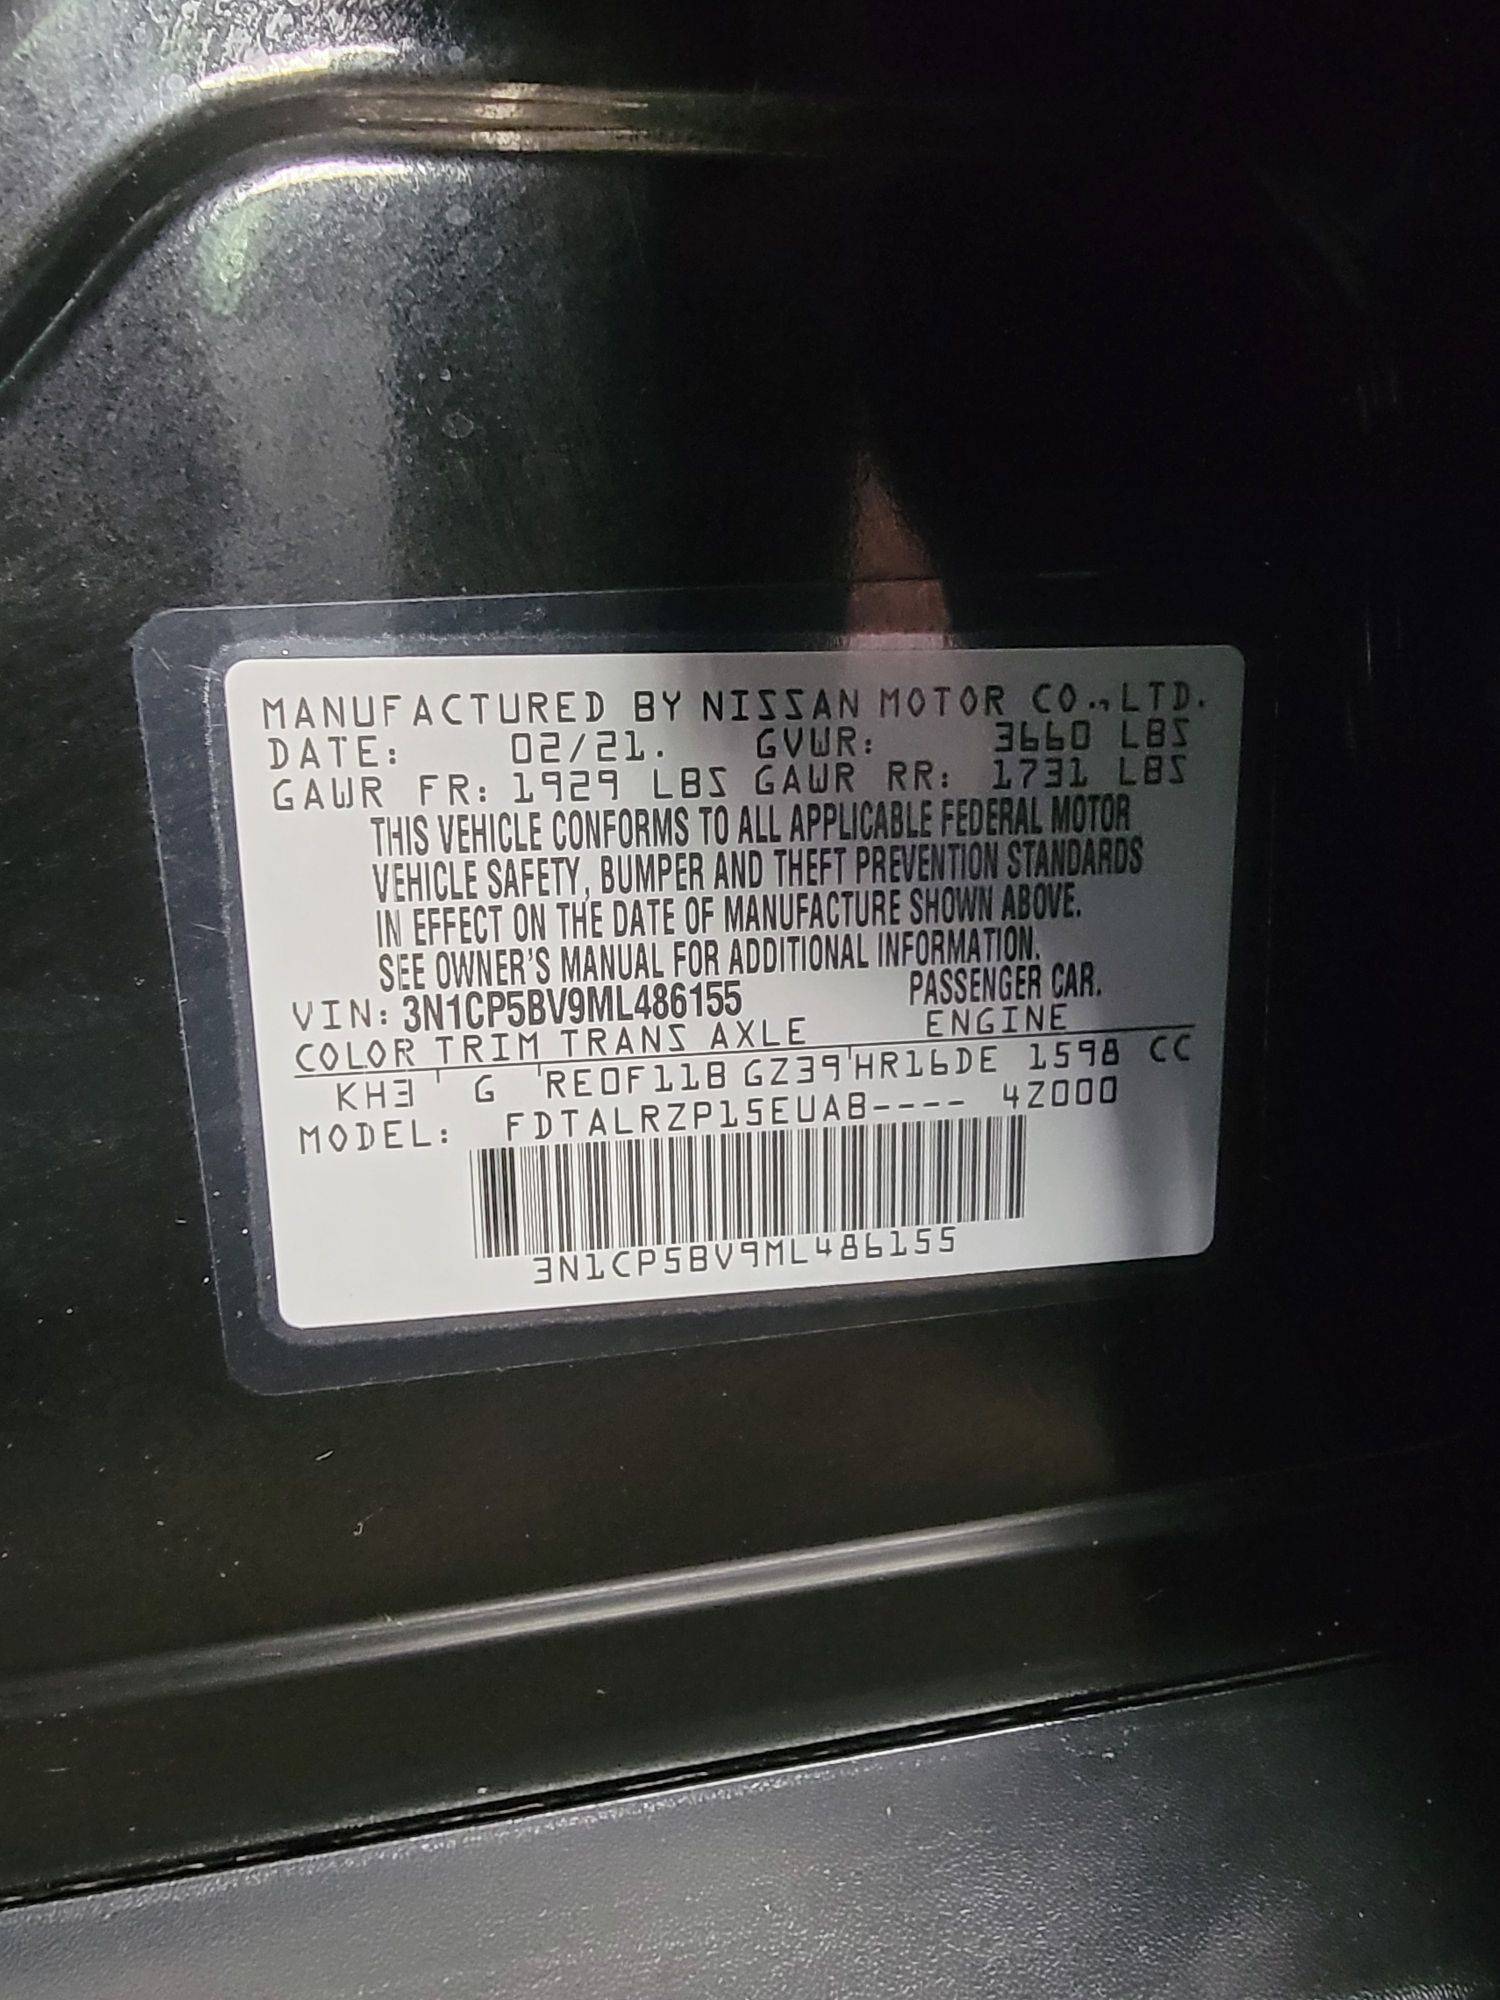 MANUFACTURED BY NISSAN MOTOR CO.,LTD.
DATE: 02/21. GVWR: 3660 LBS
GAWR FR: 1929 LBS GAWR RR: 1731 LBS
THIS VEHICLE CONFORMS TO ALL APPLICABLE FEDERAL MOTOR
VEHICLE SAFETY, BUMPER AND THEFT PREVENTION STANDARDS
IN EFFECT ON THE DATE OF MANUFACTURE SHOWN ABOVE.
SEE OWNER'S MANUAL FOR ADDITIONAL INFORMATION.
VIN: 3N1CP5BV9ML486155 PASSENGER CAR.
COLOR TRIM TRANS AXLE ENGINE
KH3 G RE0F11B GZ39 HR16DE 1598 CC
MODEL: FDTALRZP15EUAB---- 4Z000
3N1CP5BV9ML486155